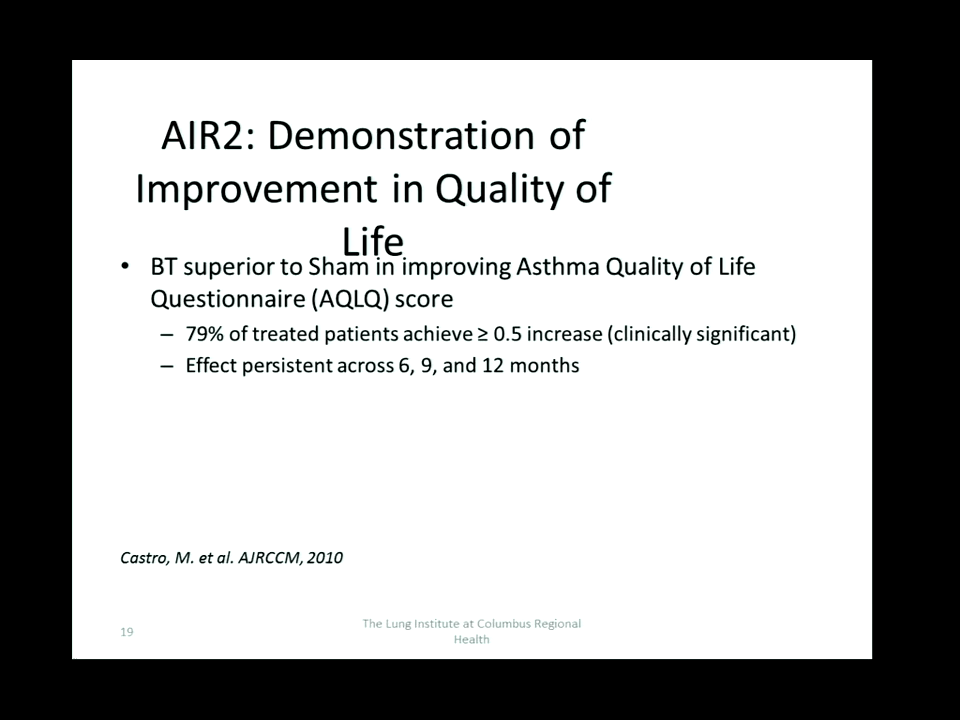 AIR2: Demonstration of
Improvement in Quality of
Life
• BT superior to Sham in improving Asthma Quality of Life
Questionnaire (AQLQ) score
– 79% of treated patients achieve ≥ 0.5 increase (clinically significant)
– Effect persistent across 6, 9, and 12 months
Castro, M. et al. AJRCCM, 2010
19
The Lung Institute at Columbus Regional
Health